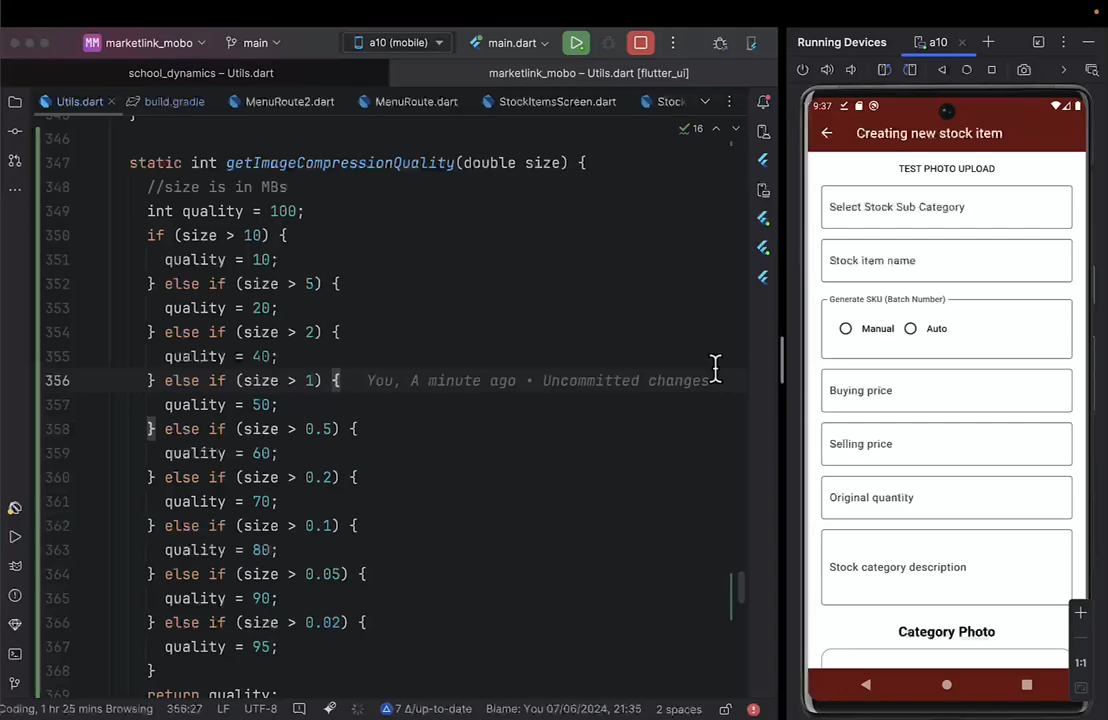 MM marketlink_mobo
main
a10 (mobile)
main.dart
school_dynamics – Utils.dart
marketlink_mobo – Utils.dart [flutter_ui]
Utils.dart
build.gradle
MenuRoute2.dart
MenuRoute.dart
StockItemsScreen.dart
Stock
16
346
347 static int getImageCompressionQuality(double size) {
348 //size is in MBs
349 int quality = 100;
350 if (size > 10) {
351 quality = 10;
352 } else if (size > 5) {
353 quality = 20;
354 } else if (size > 2) {
355 quality = 40;
356 } else if (size > 1) { You, A minute ago • Uncommitted changes
357 quality = 50;
358 } else if (size > 0.5) {
359 quality = 60;
360 } else if (size > 0.2) {
361 quality = 70;
362 } else if (size > 0.1) {
363 quality = 80;
364 } else if (size > 0.05) {
365 quality = 90;
366 } else if (size > 0.02) {
367 quality = 95;
368 }
369 return quality;
Coding, 1 hr 25 mins Browsing
356:27
LF
UTF-8
7 Δ/up-to-date
Blame: You 07/06/2024, 21:35
2 spaces
Running Devices
a10
9:37
Creating new stock item
TEST PHOTO UPLOAD
Select Stock Sub Category
Stock item name
Generate SKU (Batch Number)
Manual
Auto
Buying price
Selling price
Original quantity
Stock category description
Category Photo
1:1